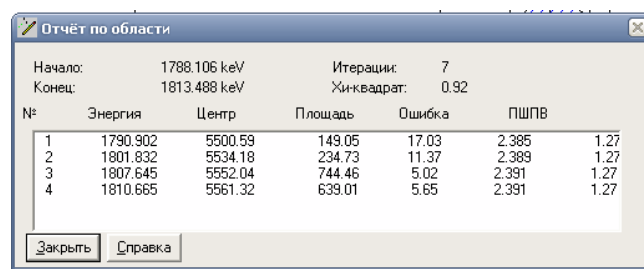 Отчёт по области
Начало: 1788.106 keV Итерации: 7
Конец: 1813.488 keV Хи-квадрат: 0.92
№ Энергия Центр Площадь Ошибка ПШПВ
1 1790.902 5500.59 149.05 17.03 2.385 1.27
2 1801.832 5534.18 234.73 11.37 2.389 1.27
3 1807.645 5552.04 744.46 5.02 2.391 1.27
4 1810.665 5561.32 639.01 5.65 2.391 1.27
Закрыть Справка